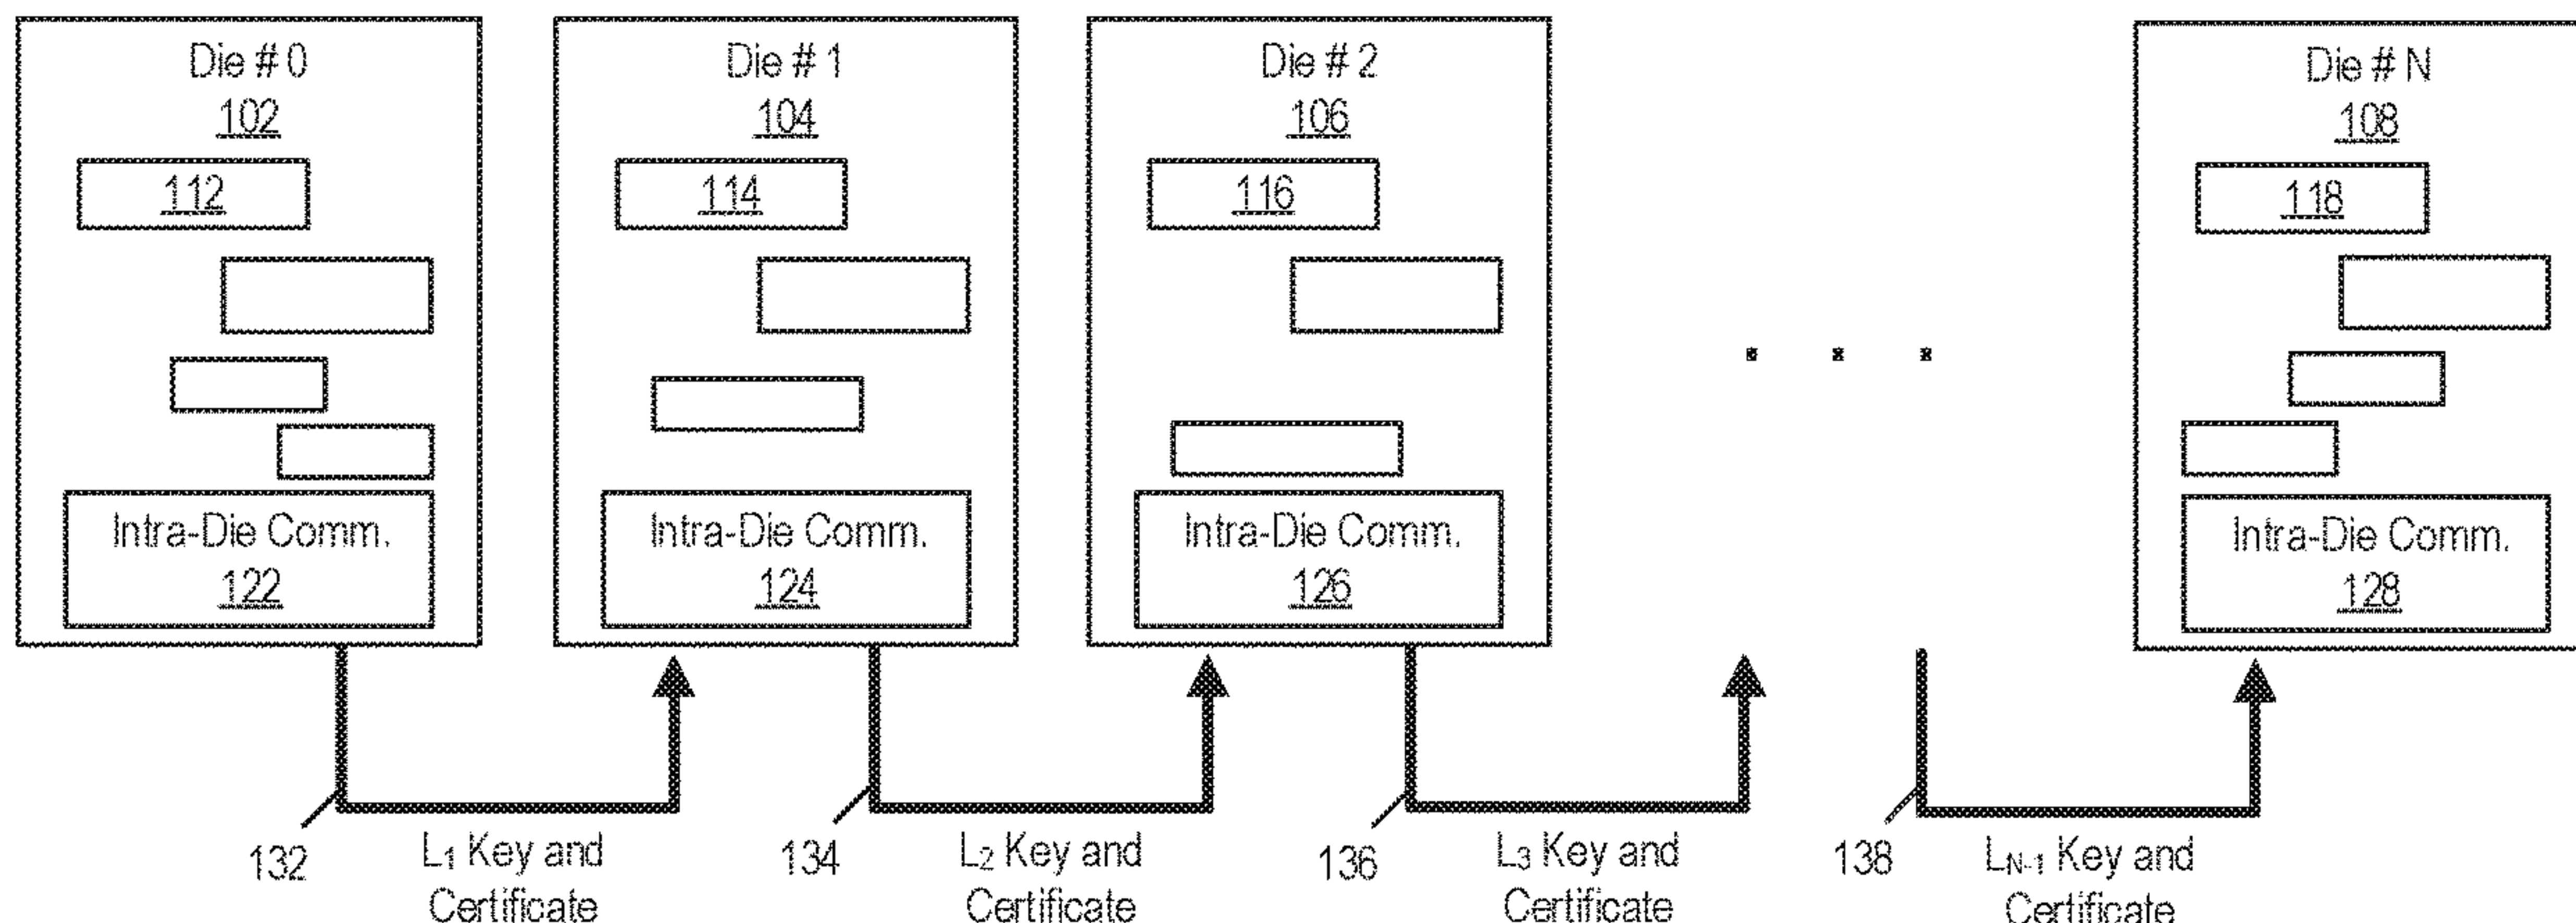 Die # 0
102
112
Intra-Die Comm.
122
Die # 1
104
114
Intra-Die Comm.
124
Die # 2
106
116
Intra-Die Comm.
126
. . .
Die # N
108
118
Intra-Die Comm.
128
132
L₁ Key and
Certificate
134
L₂ Key and
Certificate
136
L₃ Key and
Certificate
138
L_N-1 Key and
Certificate